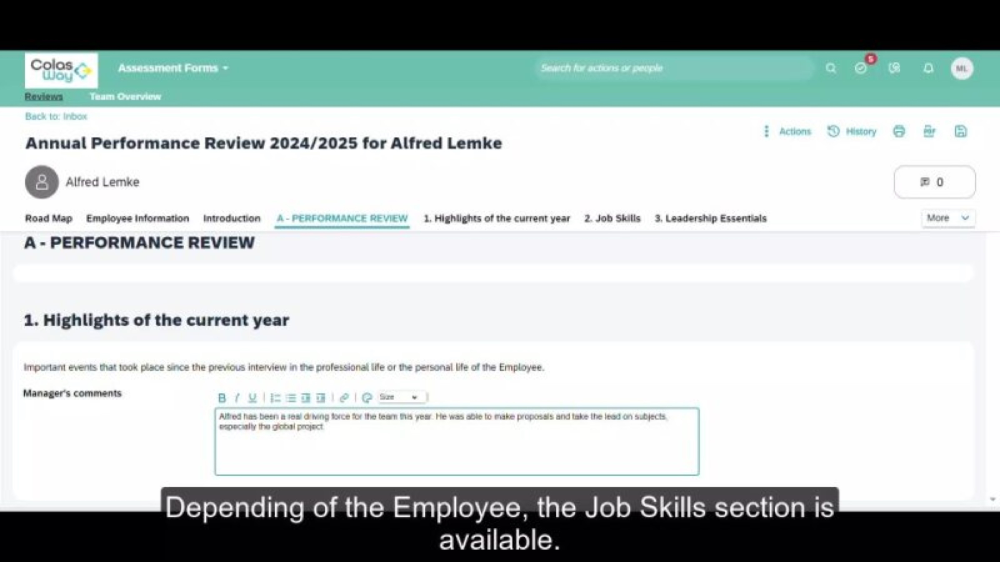 Colas
Way
Assessment Forms
Search for actions or people
5
ML
Reviews
Team Overview
Back to: Inbox
Actions
History
PDF
Annual Performance Review 2024/2025 for Alfred Lemke
Alfred Lemke
0
Road Map
Employee Information
Introduction
A - PERFORMANCE REVIEW
1. Highlights of the current year
2. Job Skills
3. Leadership Essentials
More
A - PERFORMANCE REVIEW
1. Highlights of the current year
Important events that took place since the previous interview in the professional life or the personal life of the Employee.
Manager's comments
B I U
Size
Alfred has been a real driving force for the team this year. He was able to make proposals and take the lead on subjects,
especially the global project.
Depending of the Employee, the Job Skills section is
available.